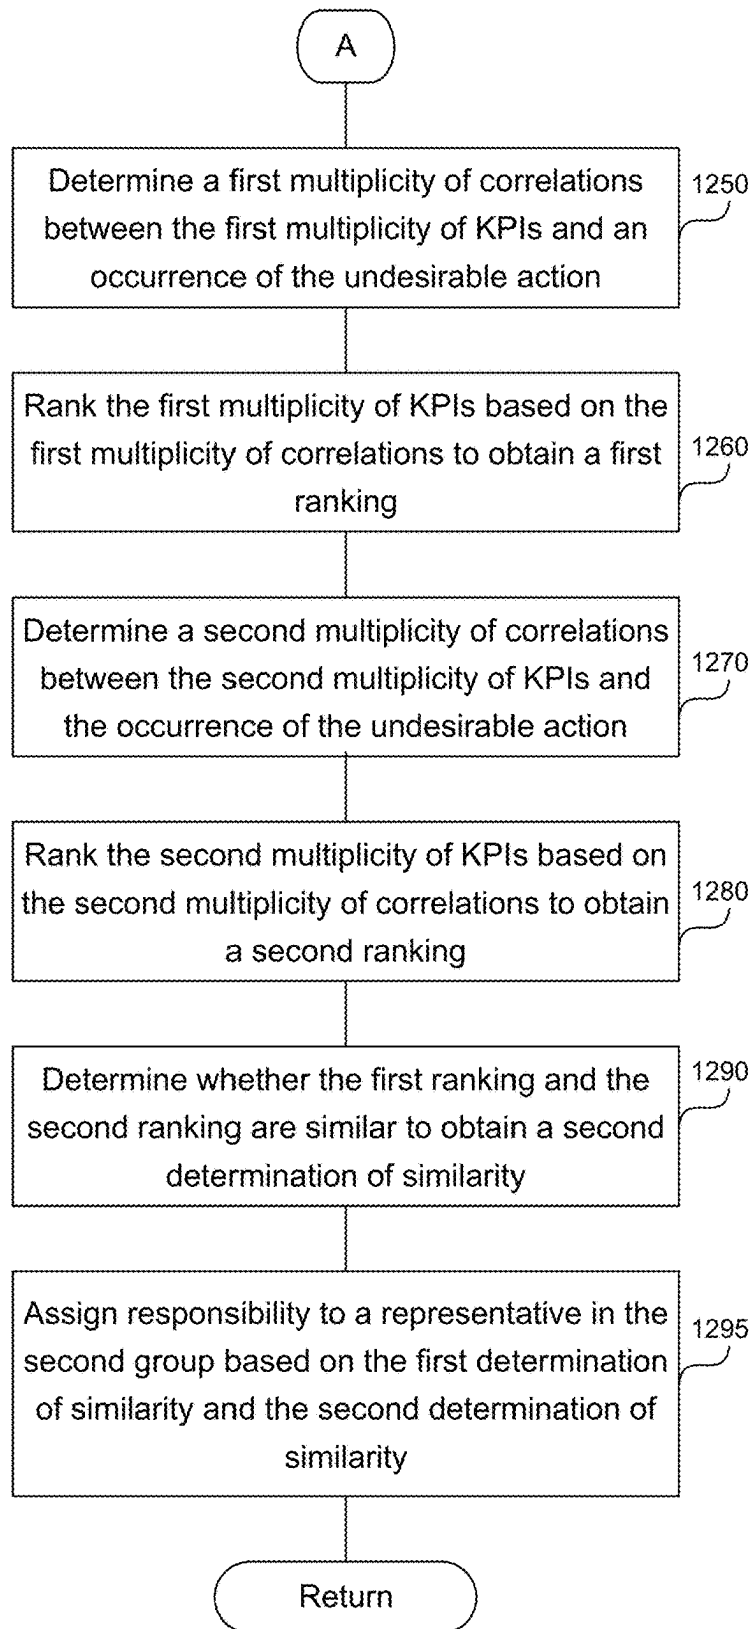 A
Determine a first multiplicity of correlations
between the first multiplicity of KPIs and an
occurrence of the undesirable action
1250
Rank the first multiplicity of KPIs based on the
first multiplicity of correlations to obtain a first
ranking
1260
Determine a second multiplicity of correlations
between the second multiplicity of KPIs and
the occurrence of the undesirable action
1270
Rank the second multiplicity of KPIs based on
the second multiplicity of correlations to obtain
a second ranking
1280
Determine whether the first ranking and the
second ranking are similar to obtain a second
determination of similarity
1290
Assign responsibility to a representative in the
second group based on the first determination
of similarity and the second determination of
similarity
1295
Return